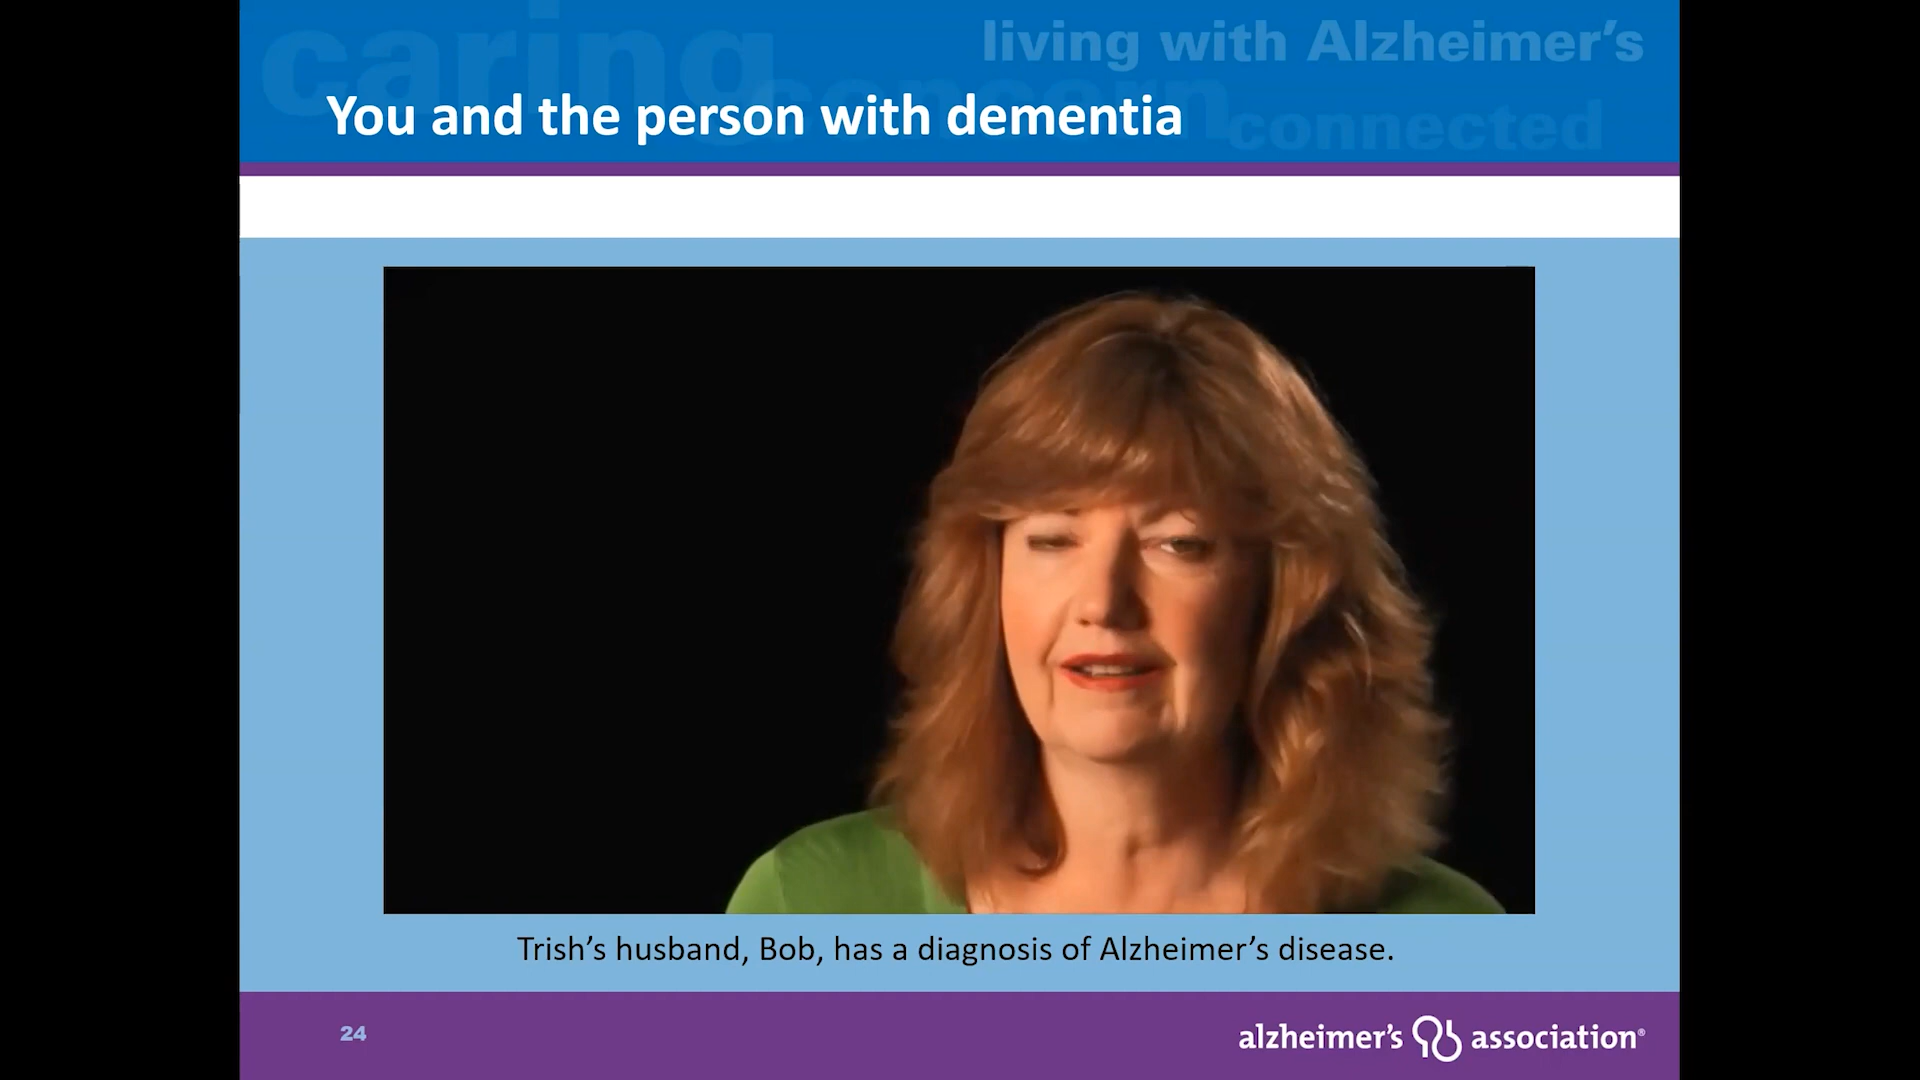 caring
living with Alzheimer's
concern
You and the person with dementia
connected
Trish's husband, Bob, has a diagnosis of Alzheimer's disease.
24
alzheimer's association®